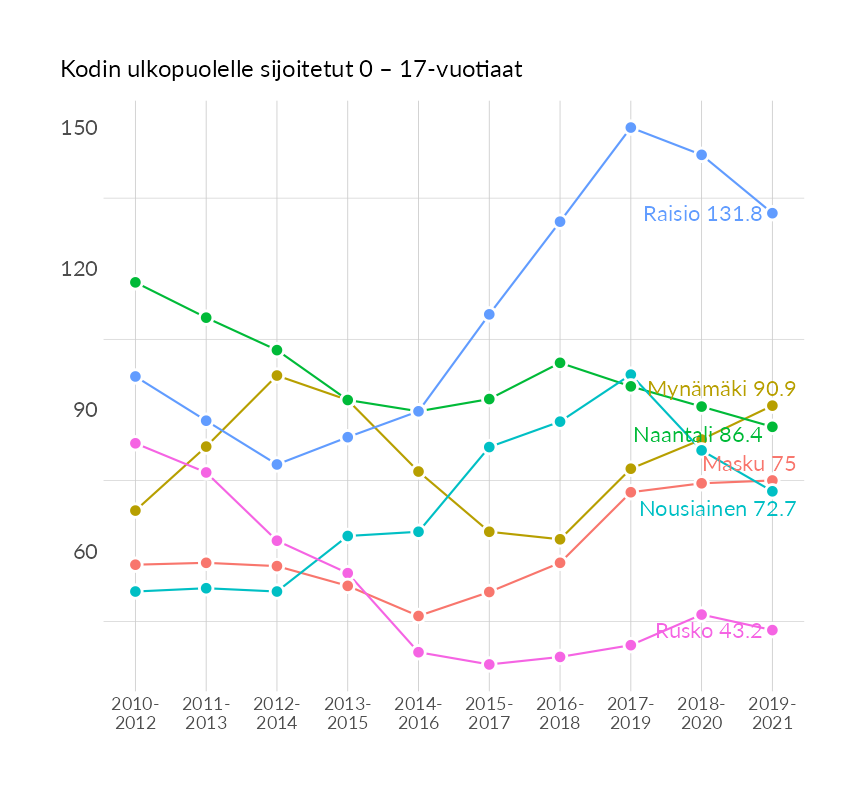 Kodin ulkopuolelle sijoitetut 0 – 17-vuotiaat
150
Raisio 131.8
120
Mynämäki 90.9
90
Naantali 86.4
Masku 75
Nousiainen 72.7
60
Rusko 43.2
2010- 2011- 2012- 2013- 2014- 2015- 2016- 2017- 2018- 2019-
2012 2013 2014 2015 2016 2017 2018 2019 2020 2021